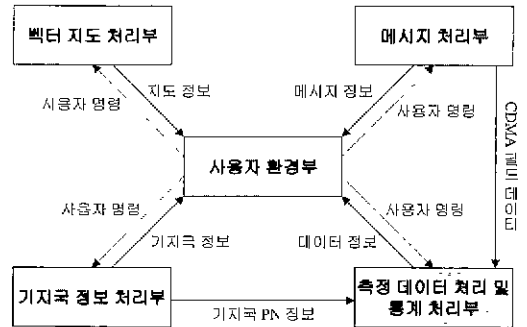 벡터 지도 처리부
메시지 처리부
사용자 명령
지도 정보
메시지 정보
사용자 명령
CDMA 데이터
사용자 환경부
사용자 명령
기지국 정보
데이터 정보
사용자 명령
기지국 정보 처리부
기지국 PN 정보
측정 데이터 처리 및
통계 처리부